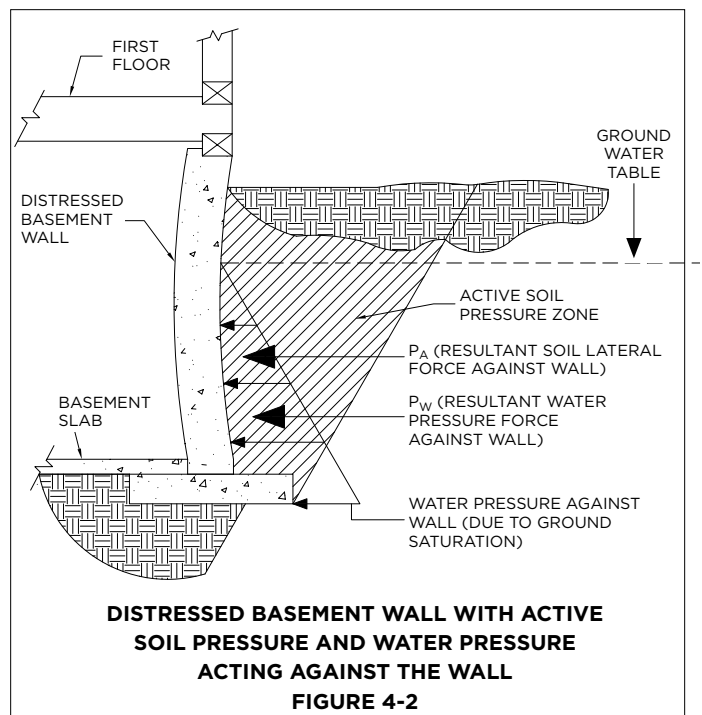 FIRST
FLOOR
GROUND
WATER
TABLE
DISTRESSED
BASEMENT
WALL
ACTIVE SOIL
PRESSURE ZONE
PA (RESULTANT SOIL LATERAL
FORCE AGAINST WALL)
BASEMENT
SLAB
PW (RESULTANT WATER
PRESSURE FORCE
AGAINST WALL)
WATER PRESSURE AGAINST
WALL (DUE TO GROUND
SATURATION)
DISTRESSED BASEMENT WALL WITH ACTIVE
SOIL PRESSURE AND WATER PRESSURE
ACTING AGAINST THE WALL
FIGURE 4-2